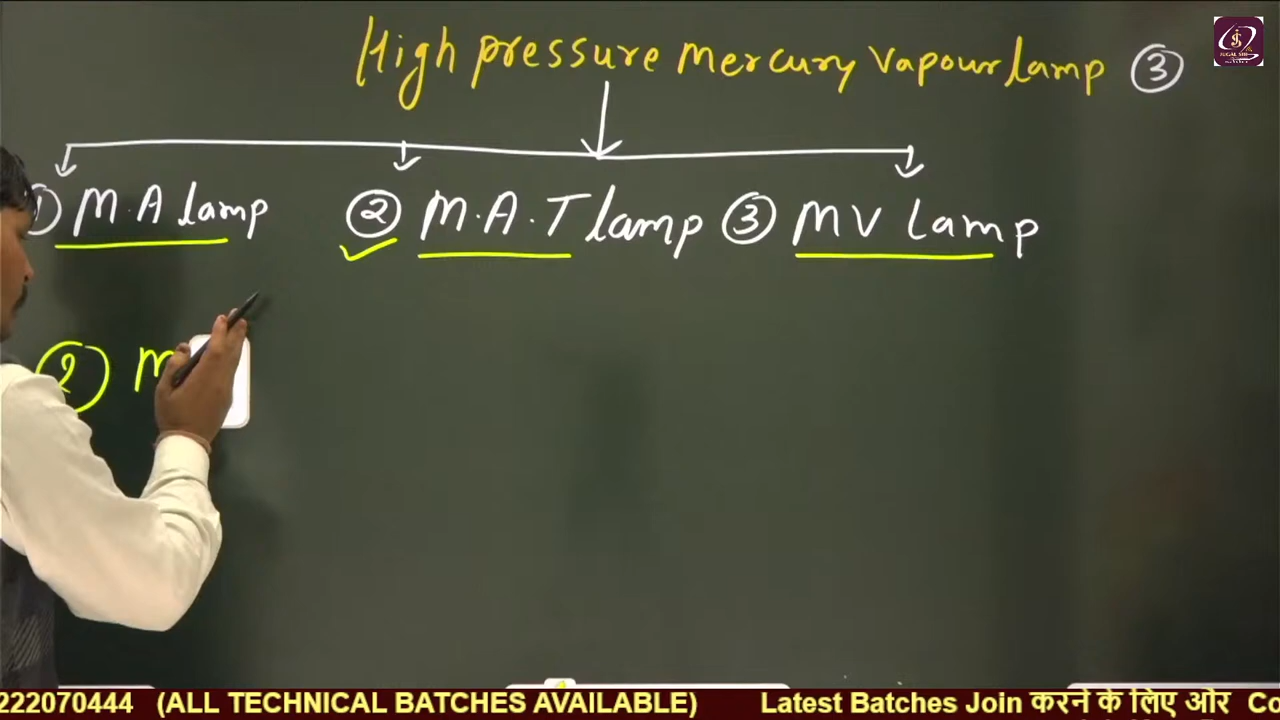 High pressure mercury vapour lamp ③
① M.A lamp ② M.A.T lamp ③ MV Lamp
② M
222070444 (ALL TECHNICAL BATCHES AVAILABLE) Latest Batches Join करने के लिए और Co